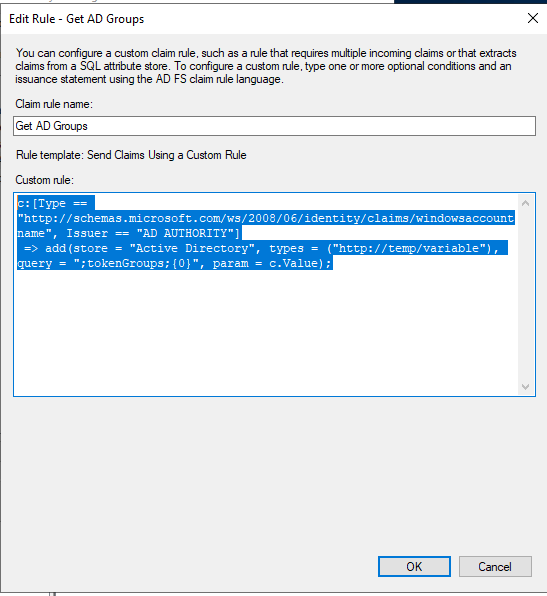 Edit Rule - Get AD Groups
You can configure a custom claim rule, such as a rule that requires multiple incoming claims or that extracts
claims from a SQL attribute store. To configure a custom rule, type one or more optional conditions and an
issuance statement using the AD FS claim rule language.
Claim rule name:
Get AD Groups
Rule template: Send Claims Using a Custom Rule
Custom rule:
c:[Type ==
"http://schemas.microsoft.com/ws/2008/06/identity/claims/windowsaccount
name", Issuer == "AD AUTHORITY"]
=> add(store = "Active Directory", types = ("http://temp/variable"),
query = ";tokenGroups;{0}", param = c.Value);
OK
Cancel